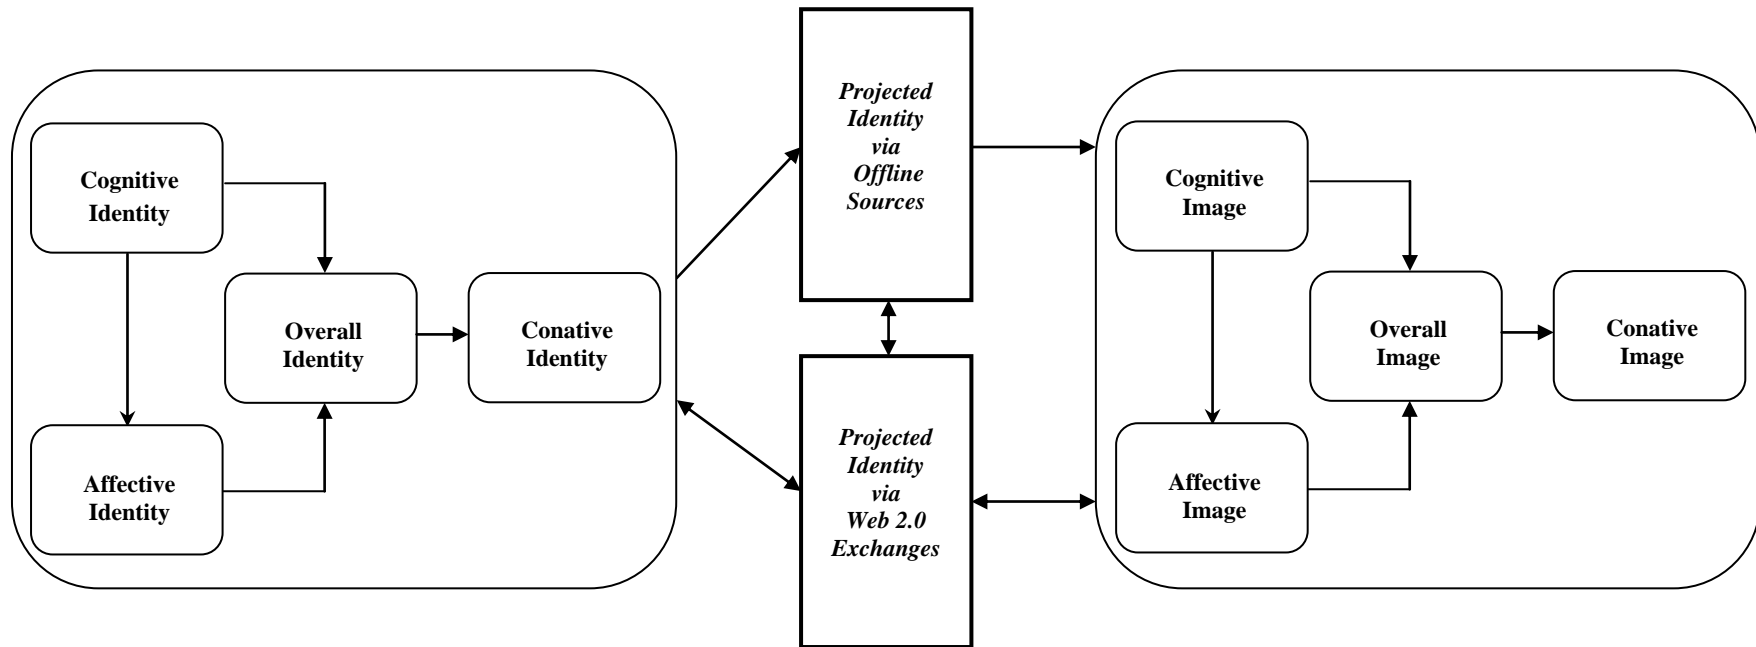 Cognitive
Identity
Affective
Identity
Overall
Identity
Conative
Identity
Projected
Identity
via
Offline
Sources
Projected
Identity
via
Web 2.0
Exchanges
Cognitive
Image
Affective
Image
Overall
Image
Conative
Image